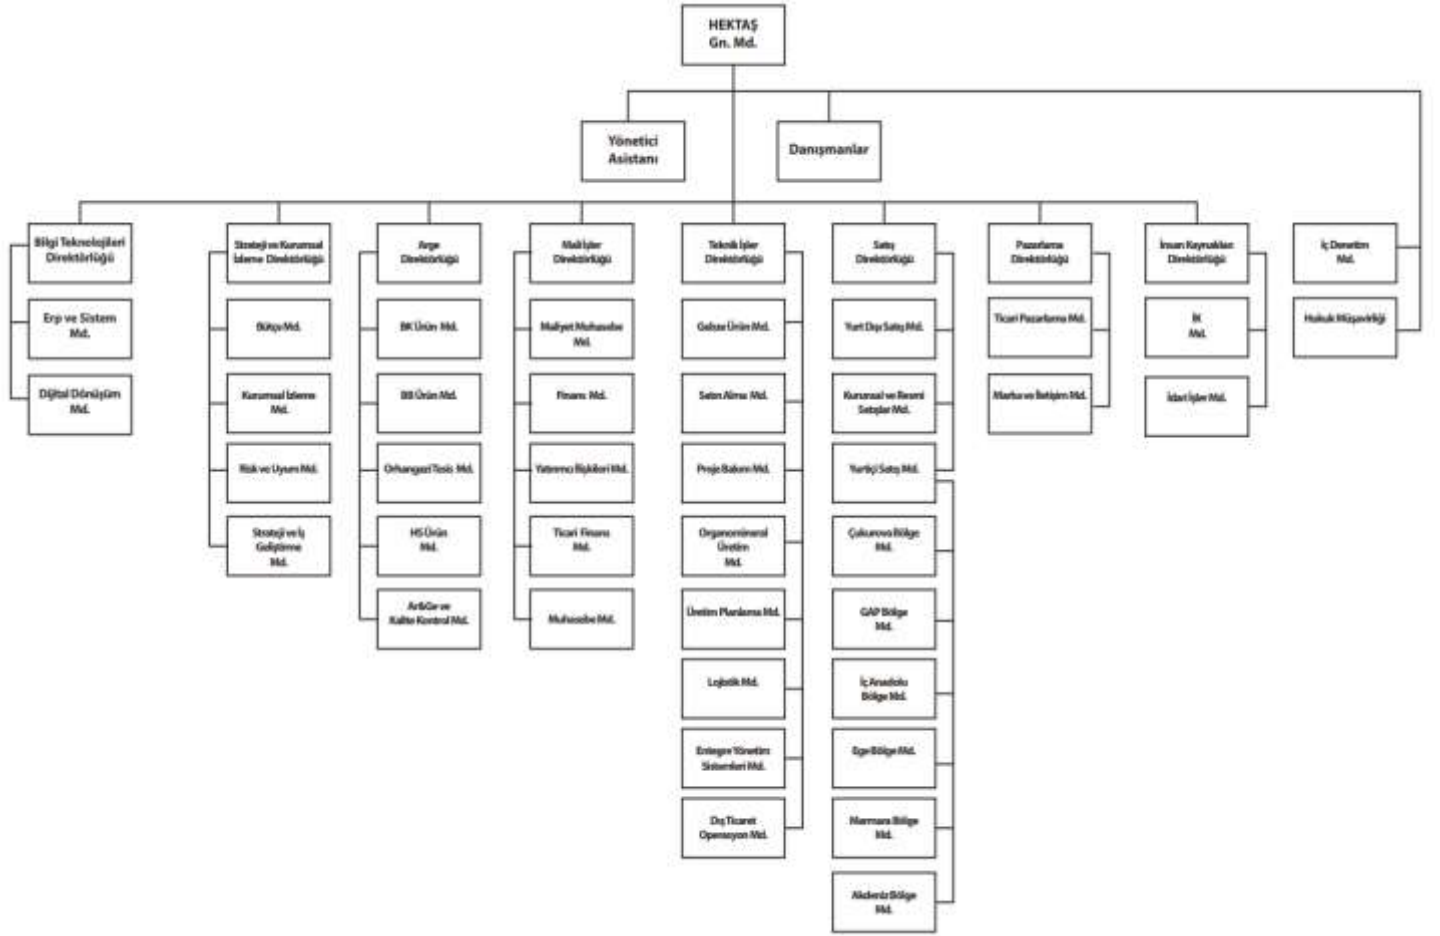 HEKTAŞ
Gn. Md.
Yönetici
Asistanı
Danışmanlar
Bilgi Teknolojileri
Direktörlüğü
Erp ve Sistem
Md.
Dijital Dönüşüm
Md.
Strateji ve Kurumsal
İzleme Direktörlüğü
Bütçe Md.
Kurumsal İzleme
Md.
Risk ve Uyum Md.
Strateji ve İş
Geliştirme
Md.
Arge
Direktörlüğü
BK Ürün Md.
BB Ürün Md.
Orhangazi Tesis Md.
HS Ürün
Md.
Ar&Ge ve
Kalite Kontrol Md.
Mali İşler
Direktörlüğü
Maliyet Muhasebe
Md.
Finans Md.
Yatırımcı İlişkileri Md.
Ticari Finans
Md.
Muhasebe Md.
Teknik İşler
Direktörlüğü
Gebze Ürün Md.
Satın Alma Md.
Proje Bakım Md.
Organomineral
Üretim
Md.
Üretim Planlama Md.
Lojistik Md.
Entegre Yönetim
Sistemleri Md.
Dış Ticaret
Operasyon Md.
Satış
Direktörlüğü
Yurt Dışı Satış Md.
Kurumsal ve Resmi
Satışlar Md.
Yurtiçi Satış Md.
Çukurova Bölge
Md.
GAP Bölge
Md.
İç Anadolu
Bölge Md.
Ege Bölge Md.
Marmara Bölge
Md.
Akdeniz Bölge
Md.
Pazarlama
Direktörlüğü
Ticari Pazarlama Md.
Marka ve İletişim Md.
İnsan Kaynakları
Direktörlüğü
İK
Md.
İdari İşler Md.
İç Denetim
Md.
Hukuk Müşavirliği